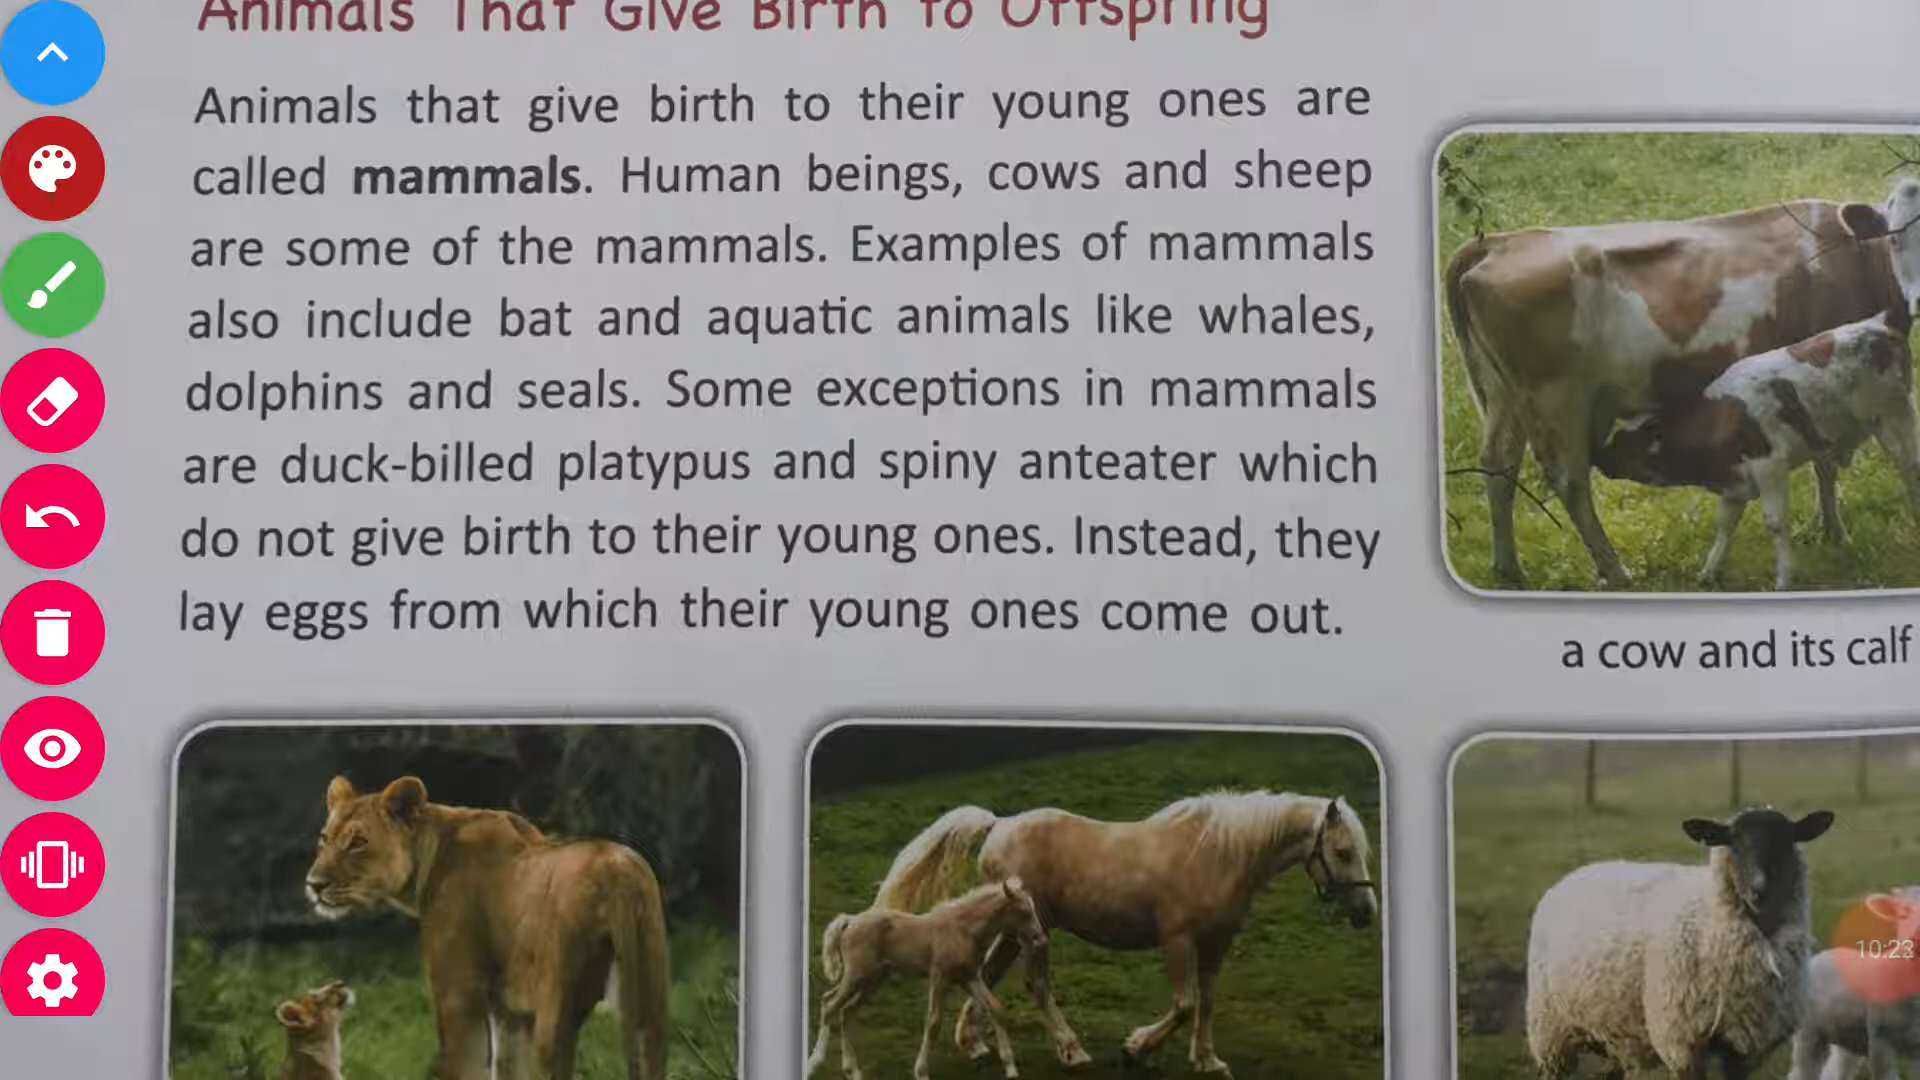 Animals That Give Birth to Offspring
Animals that give birth to their young ones are
called mammals. Human beings, cows and sheep
are some of the mammals. Examples of mammals
also include bat and aquatic animals like whales,
dolphins and seals. Some exceptions in mammals
are duck-billed platypus and spiny anteater which
do not give birth to their young ones. Instead, they
lay eggs from which their young ones come out.
a cow and its calf
10:23